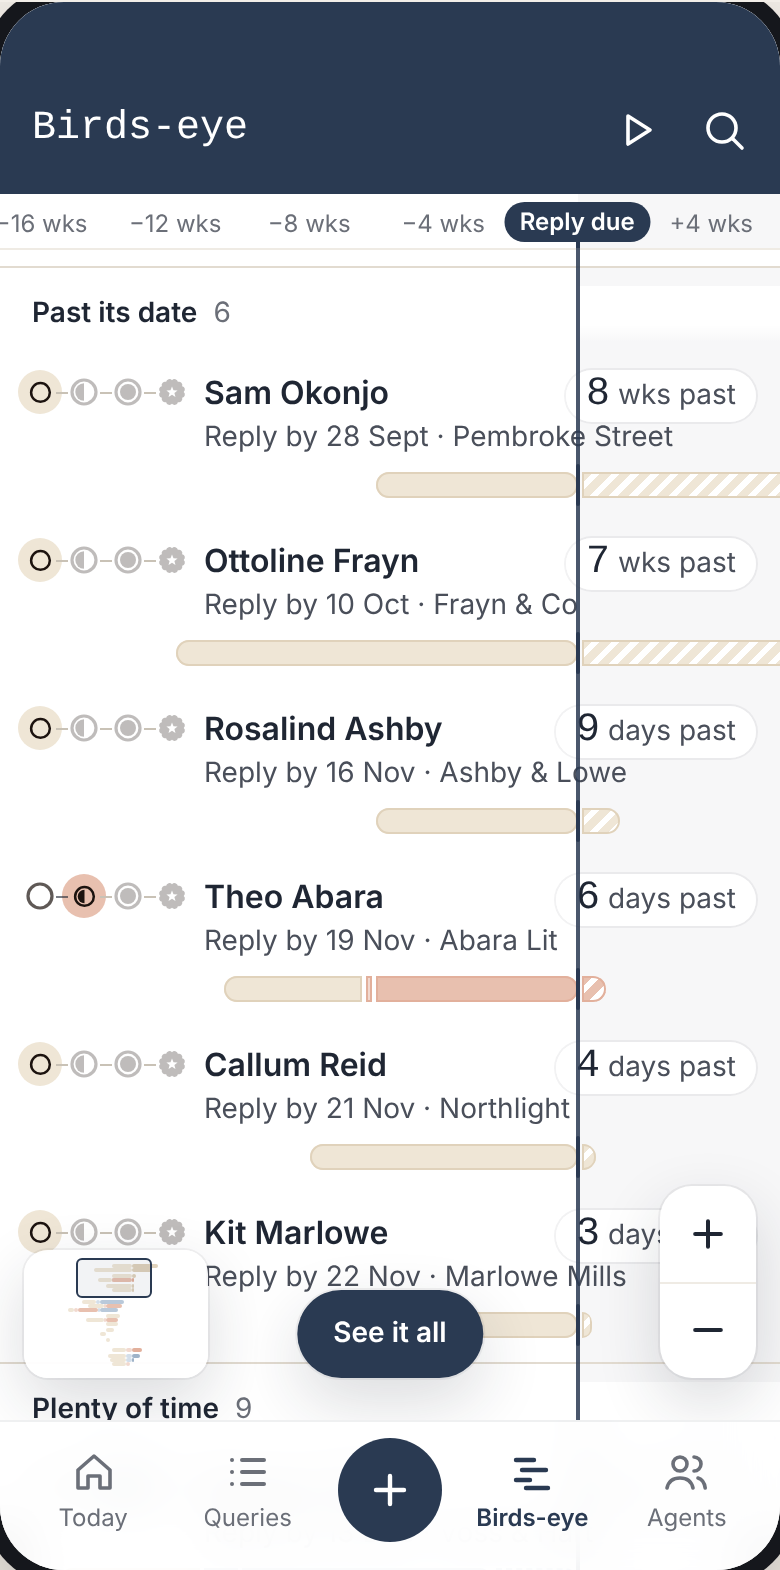 Birds-eye
−16 wks −12 wks −8 wks −4 wks Reply due +4 wks
Past its date 6
Sam Okonjo 8 wks past
Reply by 28 Sept · Pembroke Street
Ottoline Frayn 7 wks past
Reply by 10 Oct · Frayn & Co
Rosalind Ashby 9 days past
Reply by 16 Nov · Ashby & Lowe
Theo Abara 6 days past
Reply by 19 Nov · Abara Lit
Callum Reid 4 days past
Reply by 21 Nov · Northlight
Kit Marlowe 3 days
Reply by 22 Nov · Marlowe Mills
See it all
Plenty of time 9
Today Queries Birds-eye Agents